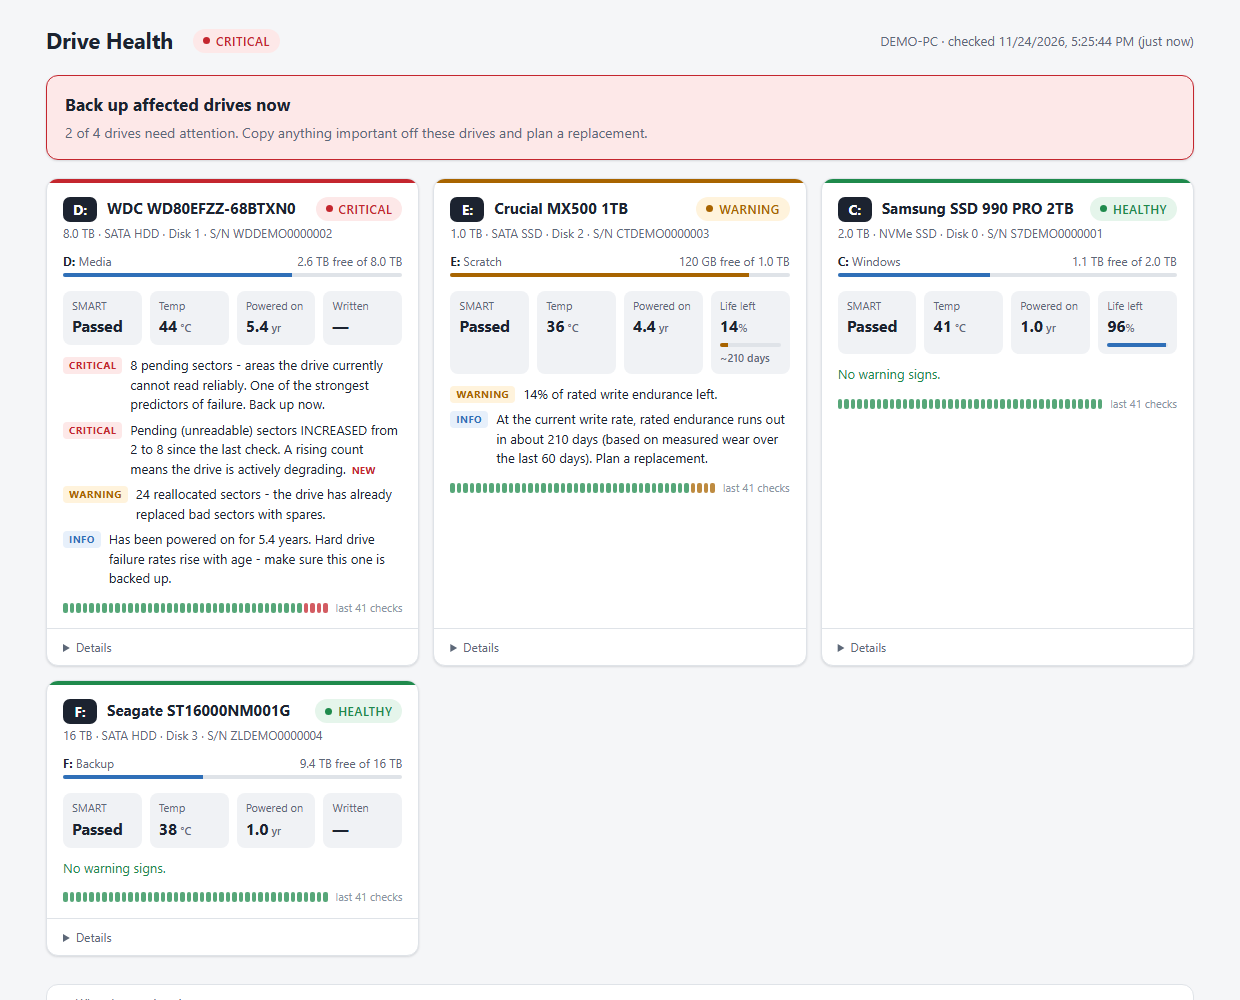 Drive Health
CRITICAL
DEMO-PC · checked 11/24/2026, 5:25:44 PM (just now)
Back up affected drives now
2 of 4 drives need attention. Copy anything important off these drives and plan a replacement.
D: WDC WD80EFZZ-68BTXN0 CRITICAL
8.0 TB · SATA HDD · Disk 1 · S/N WDDEMO0000002
D: Media 2.6 TB free of 8.0 TB
SMART Temp Powered on Written
Passed 44 °C 5.4 yr —
CRITICAL 8 pending sectors - areas the drive currently
cannot read reliably. One of the strongest
predictors of failure. Back up now.
CRITICAL Pending (unreadable) sectors INCREASED from
2 to 8 since the last check. A rising count
means the drive is actively degrading. NEW
WARNING 24 reallocated sectors - the drive has already
replaced bad sectors with spares.
INFO Has been powered on for 5.4 years. Hard drive
failure rates rise with age - make sure this one is
backed up.
last 41 checks
▶ Details
E: Crucial MX500 1TB WARNING
1.0 TB · SATA SSD · Disk 2 · S/N CTDEMO0000003
E: Scratch 120 GB free of 1.0 TB
SMART Temp Powered on Life left
Passed 36 °C 4.4 yr 14%
~210 days
WARNING 14% of rated write endurance left.
INFO At the current write rate, rated endurance runs out
in about 210 days (based on measured wear over
the last 60 days). Plan a replacement.
last 41 checks
▶ Details
C: Samsung SSD 990 PRO 2TB HEALTHY
2.0 TB · NVMe SSD · Disk 0 · S/N S7DEMO0000001
C: Windows 1.1 TB free of 2.0 TB
SMART Temp Powered on Life left
Passed 41 °C 1.0 yr 96%
No warning signs.
last 41 checks
▶ Details
F: Seagate ST16000NM001G HEALTHY
16 TB · SATA HDD · Disk 3 · S/N ZLDEMO0000004
F: Backup 9.4 TB free of 16 TB
SMART Temp Powered on Written
Passed 38 °C 1.0 yr —
No warning signs.
last 41 checks
▶ Details